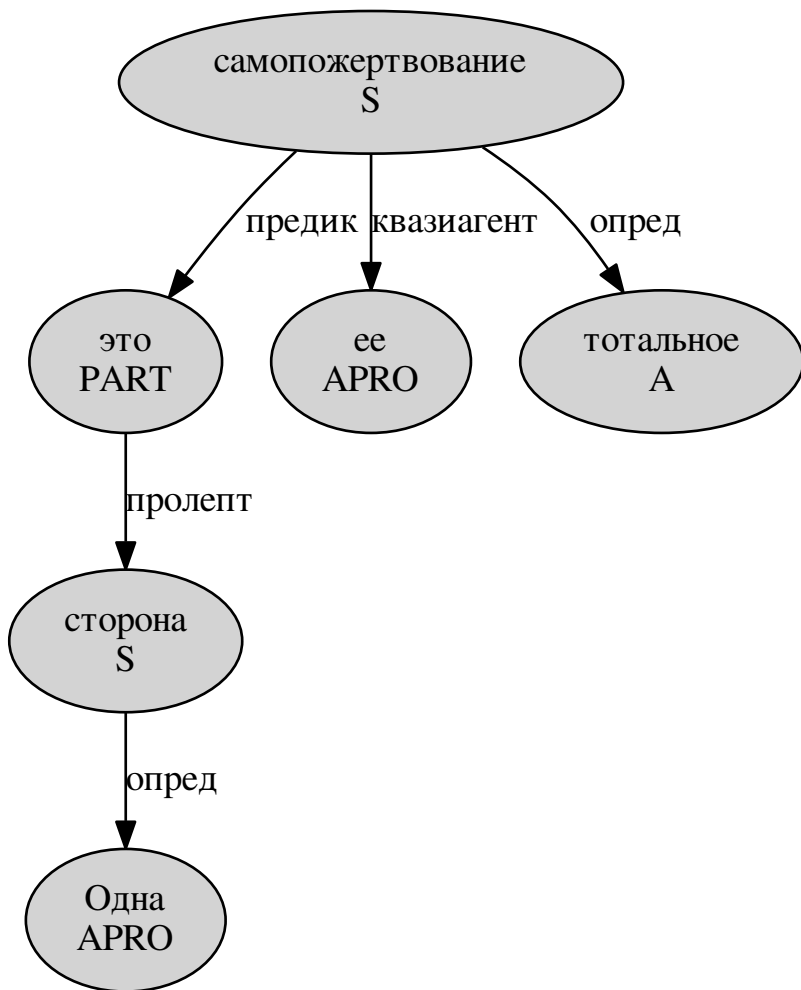 самопожертвование
S
предик
квазиагент
опред
это
PART
ее
APRO
тотальное
A
пролепт
сторона
S
опред
Одна
APRO